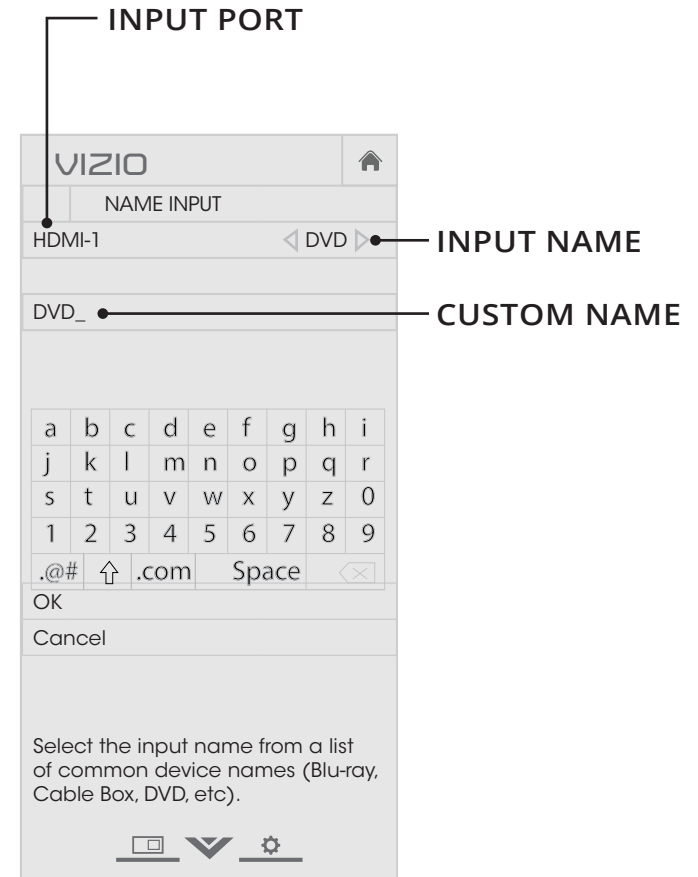 INPUT PORT
VIZIO
NAME INPUT
HDMI-1 DVD INPUT NAME
DVD_ CUSTOM NAME
a b c d e f g h i
j k l m n o p q r
s t u v w x y z 0
1 2 3 4 5 6 7 8 9
.@# .com Space
OK
Cancel
Select the input name from a list
of common device names (Blu-ray,
Cable Box, DVD, etc).